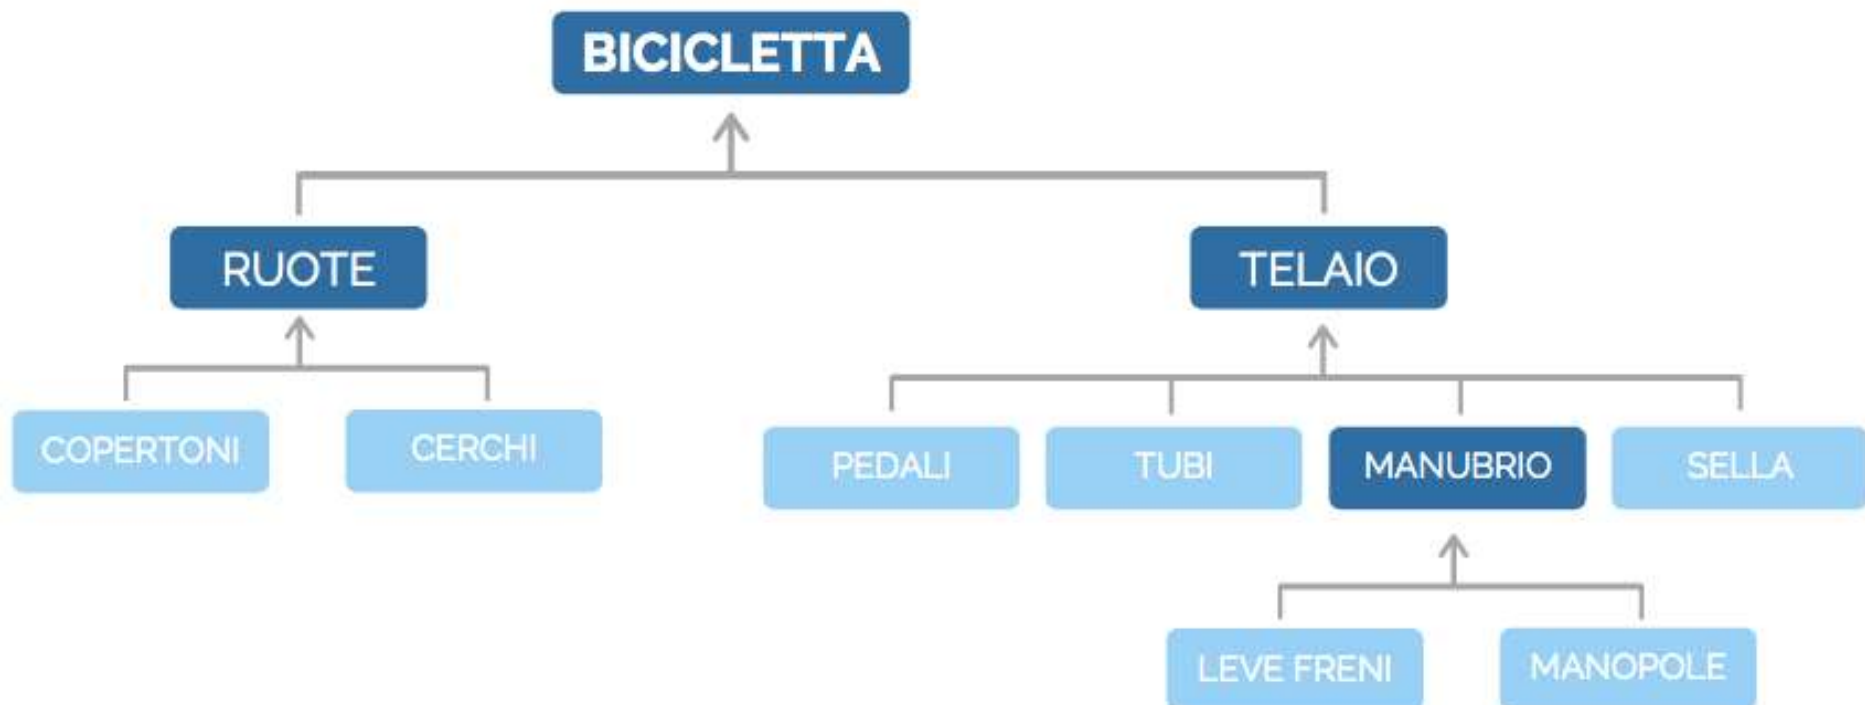 BICICLETTA
RUOTE
TELAIO
COPERTONI
CERCHI
PEDALI
TUBI
MANUBRIO
SELLA
LEVE FRENI
MANOPOLE